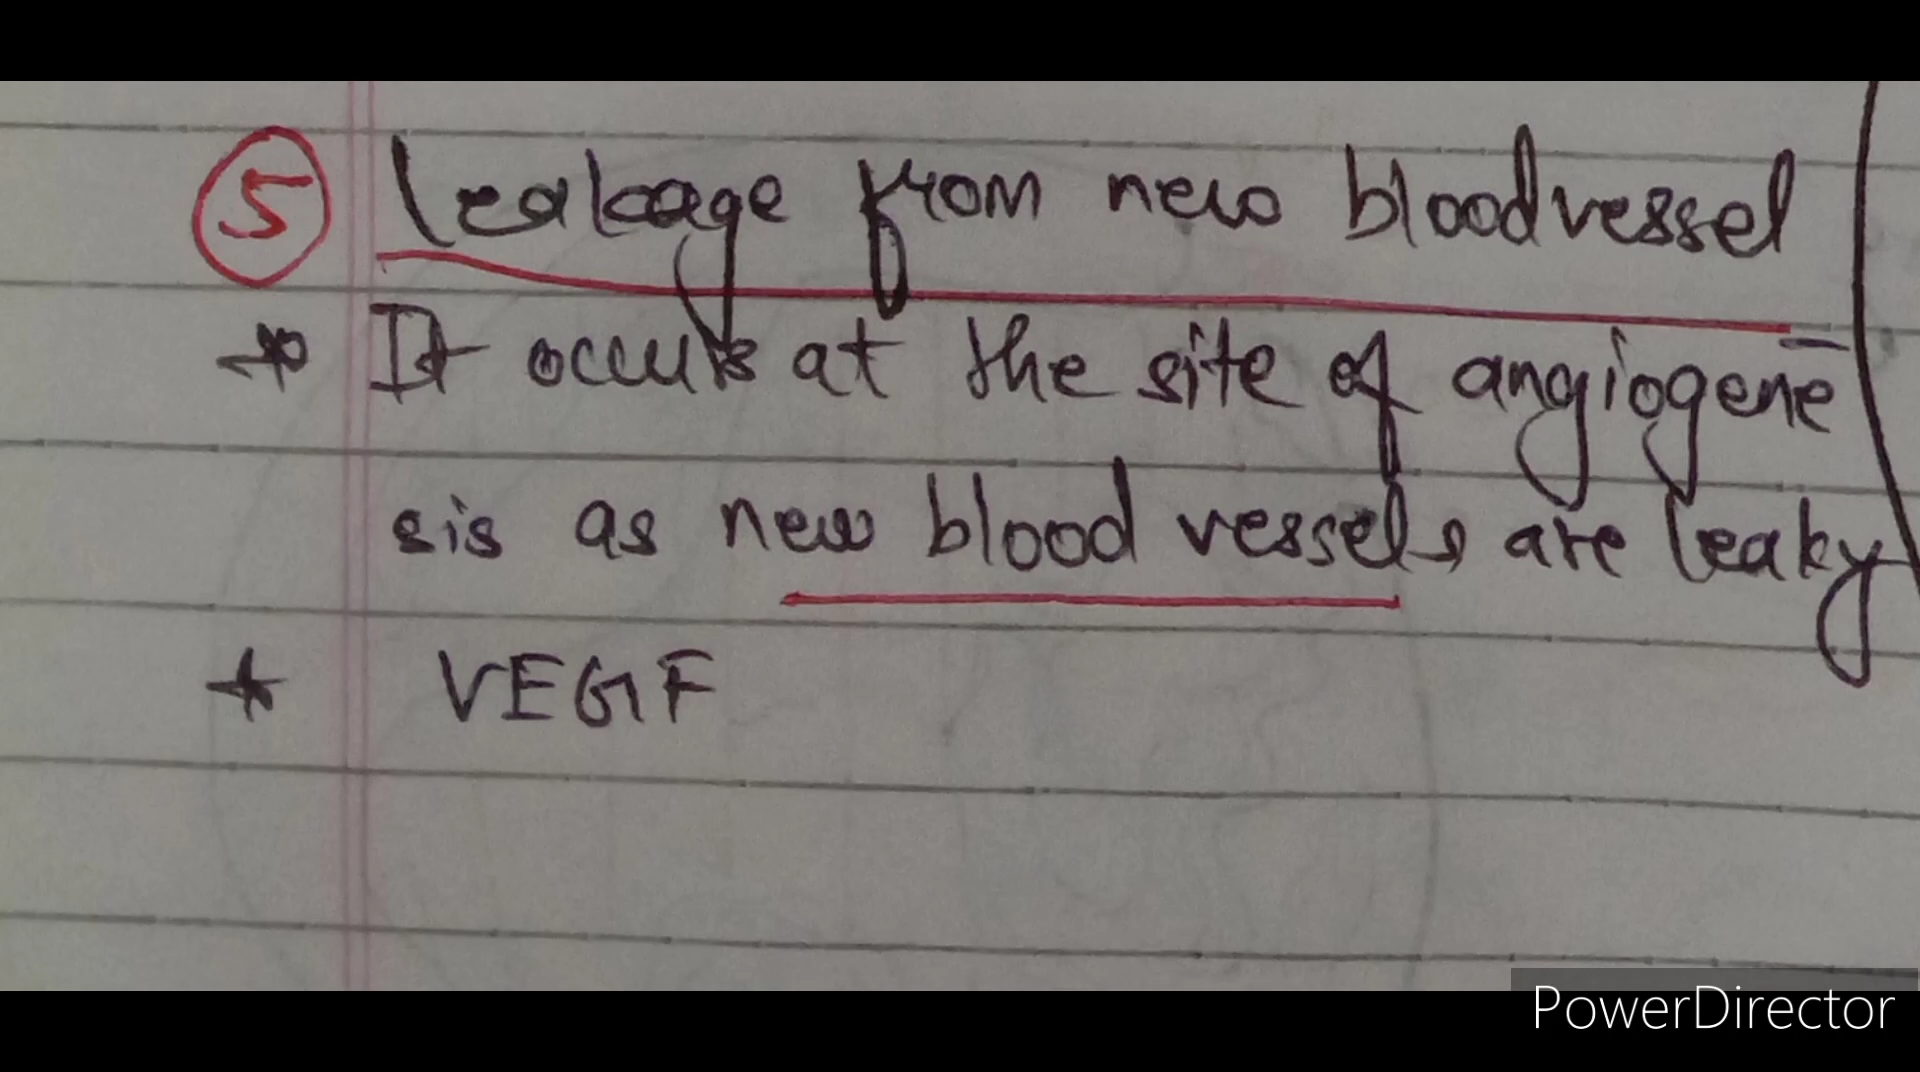 5 Leakage from new bloodvessel
It occurs at the site of angiogene
sis as new blood vessels are leaky
VEGF
PowerDirector